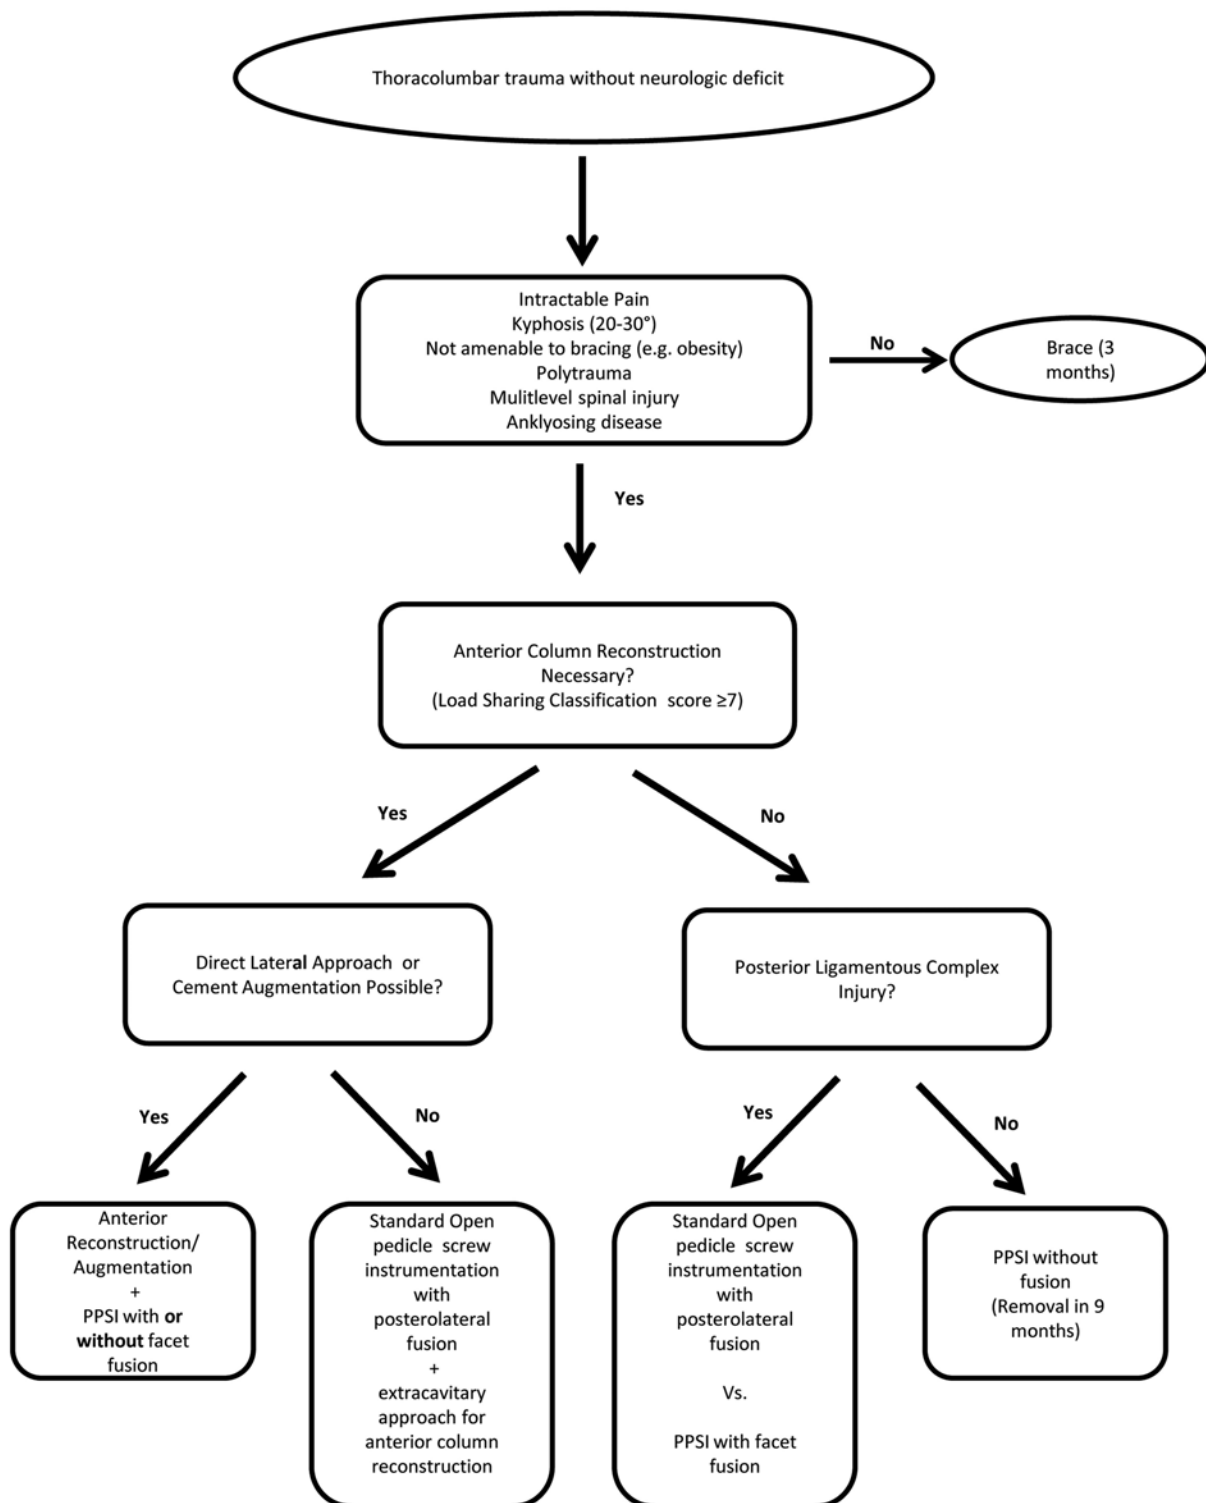 Thoracolumbar trauma without neurologic deficit
Intractable Pain
Kyphosis (20-30°)
Not amenable to bracing (e.g. obesity)
Polytrauma
Mulitlevel spinal injury
Anklyosing disease
No
Brace (3
months)
Yes
Anterior Column Reconstruction
Necessary?
(Load Sharing Classification score ≥7)
Yes
No
Direct Lateral Approach or
Cement Augmentation Possible?
Posterior Ligamentous Complex
Injury?
Yes
No
Yes
No
Anterior
Reconstruction/
Augmentation
+
PPSI with or
without facet
fusion
Standard Open
pedicle screw
instrumentation
with
posterolateral
fusion
+
extracavitary
approach for
anterior column
reconstruction
Standard Open
pedicle screw
instrumentation
with
posterolateral
fusion
Vs.
PPSI with facet
fusion
PPSI without
fusion
(Removal in 9
months)